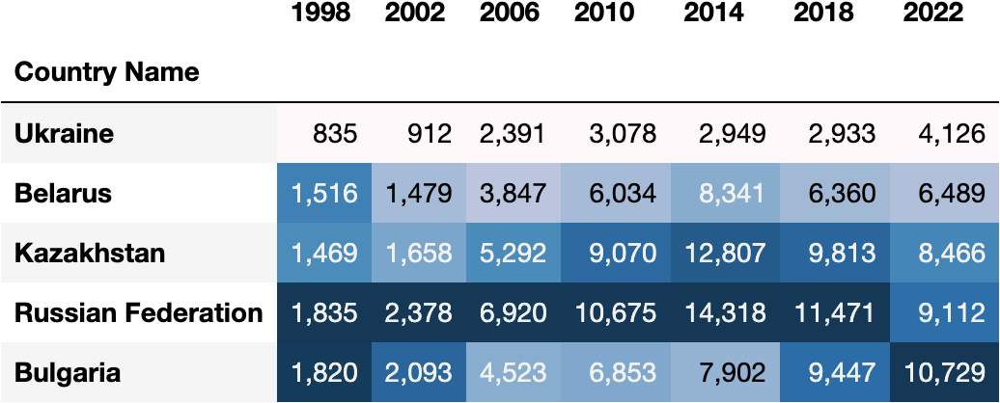 1998 2002 2006 2010 2014 2018 2022
Country Name
Ukraine 835 912 2,391 3,078 2,949 2,933 4,126
Belarus 1,516 1,479 3,847 6,034 8,341 6,360 6,489
Kazakhstan 1,469 1,658 5,292 9,070 12,807 9,813 8,466
Russian Federation 1,835 2,378 6,920 10,675 14,318 11,471 9,112
Bulgaria 1,820 2,093 4,523 6,853 7,902 9,447 10,729